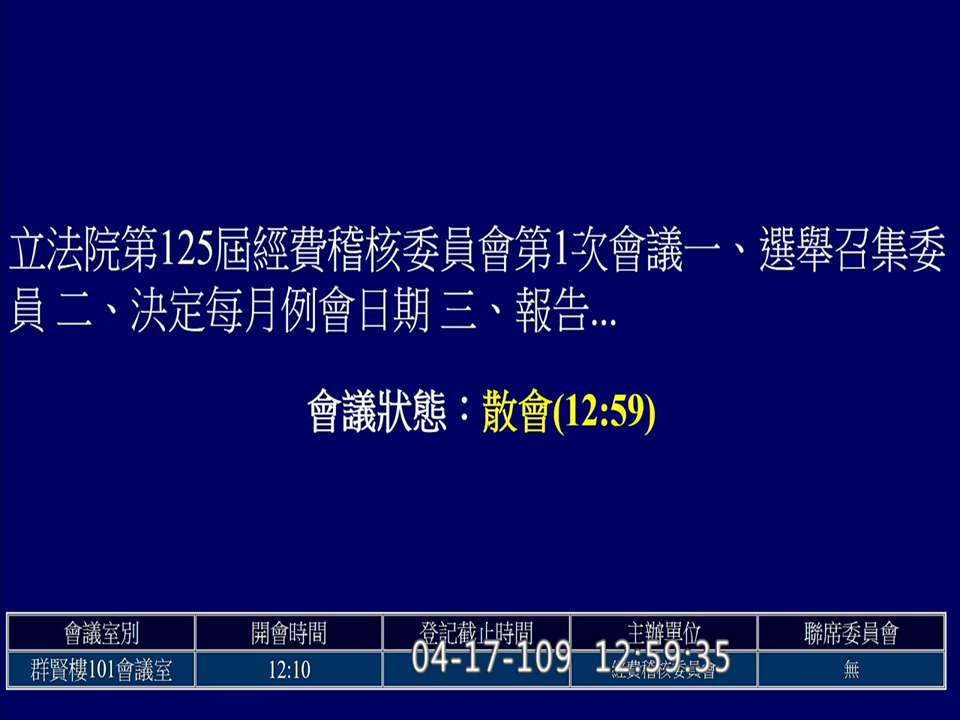 立法院第125屆經費稽核委員會第1次會議一、選舉召集委
員 二、決定每月例會日期 三、報告...
會議狀態：散會(12:59)
會議室別 開會時間 登記截止時間 主辦單位 聯席委員會
群賢樓101會議室 12:10 經費稽核委員會 無
04-17-109 12:59:35